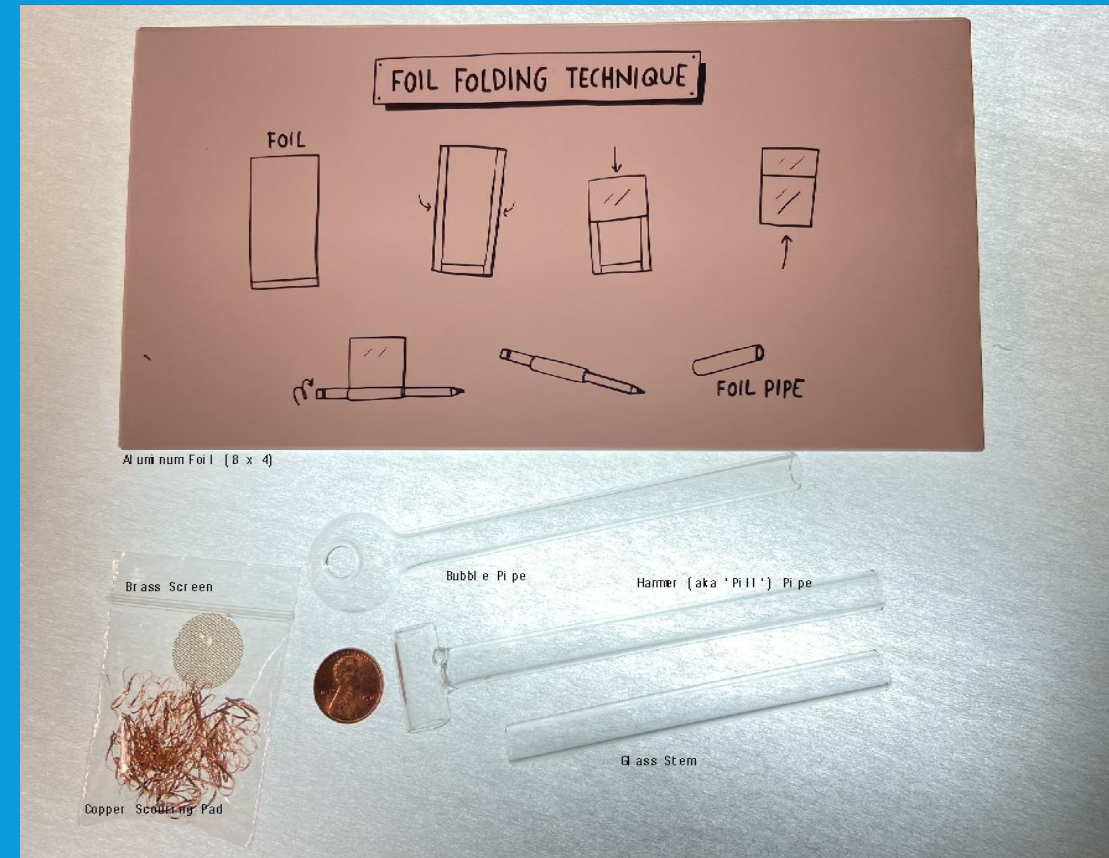 FOIL FOLDING TECHNIQUE
FOIL
FOIL PIPE
Aluminum Foil (8 x 4)
Bubble Pipe
Brass Screen
Hammer (aka 'Pill') Pipe
Glass Stem
Copper Scouring Pad